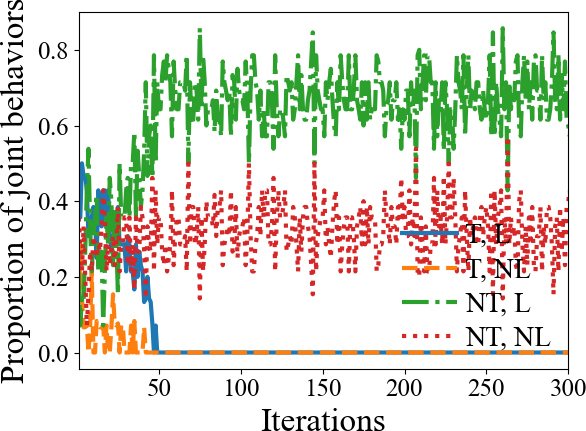 Proportion of joint behaviors
0.8
0.6
0.4
0.2
0.0
T, L
T, NL
NT, L
NT, NL
50
100
150
200
250
300
Iterations